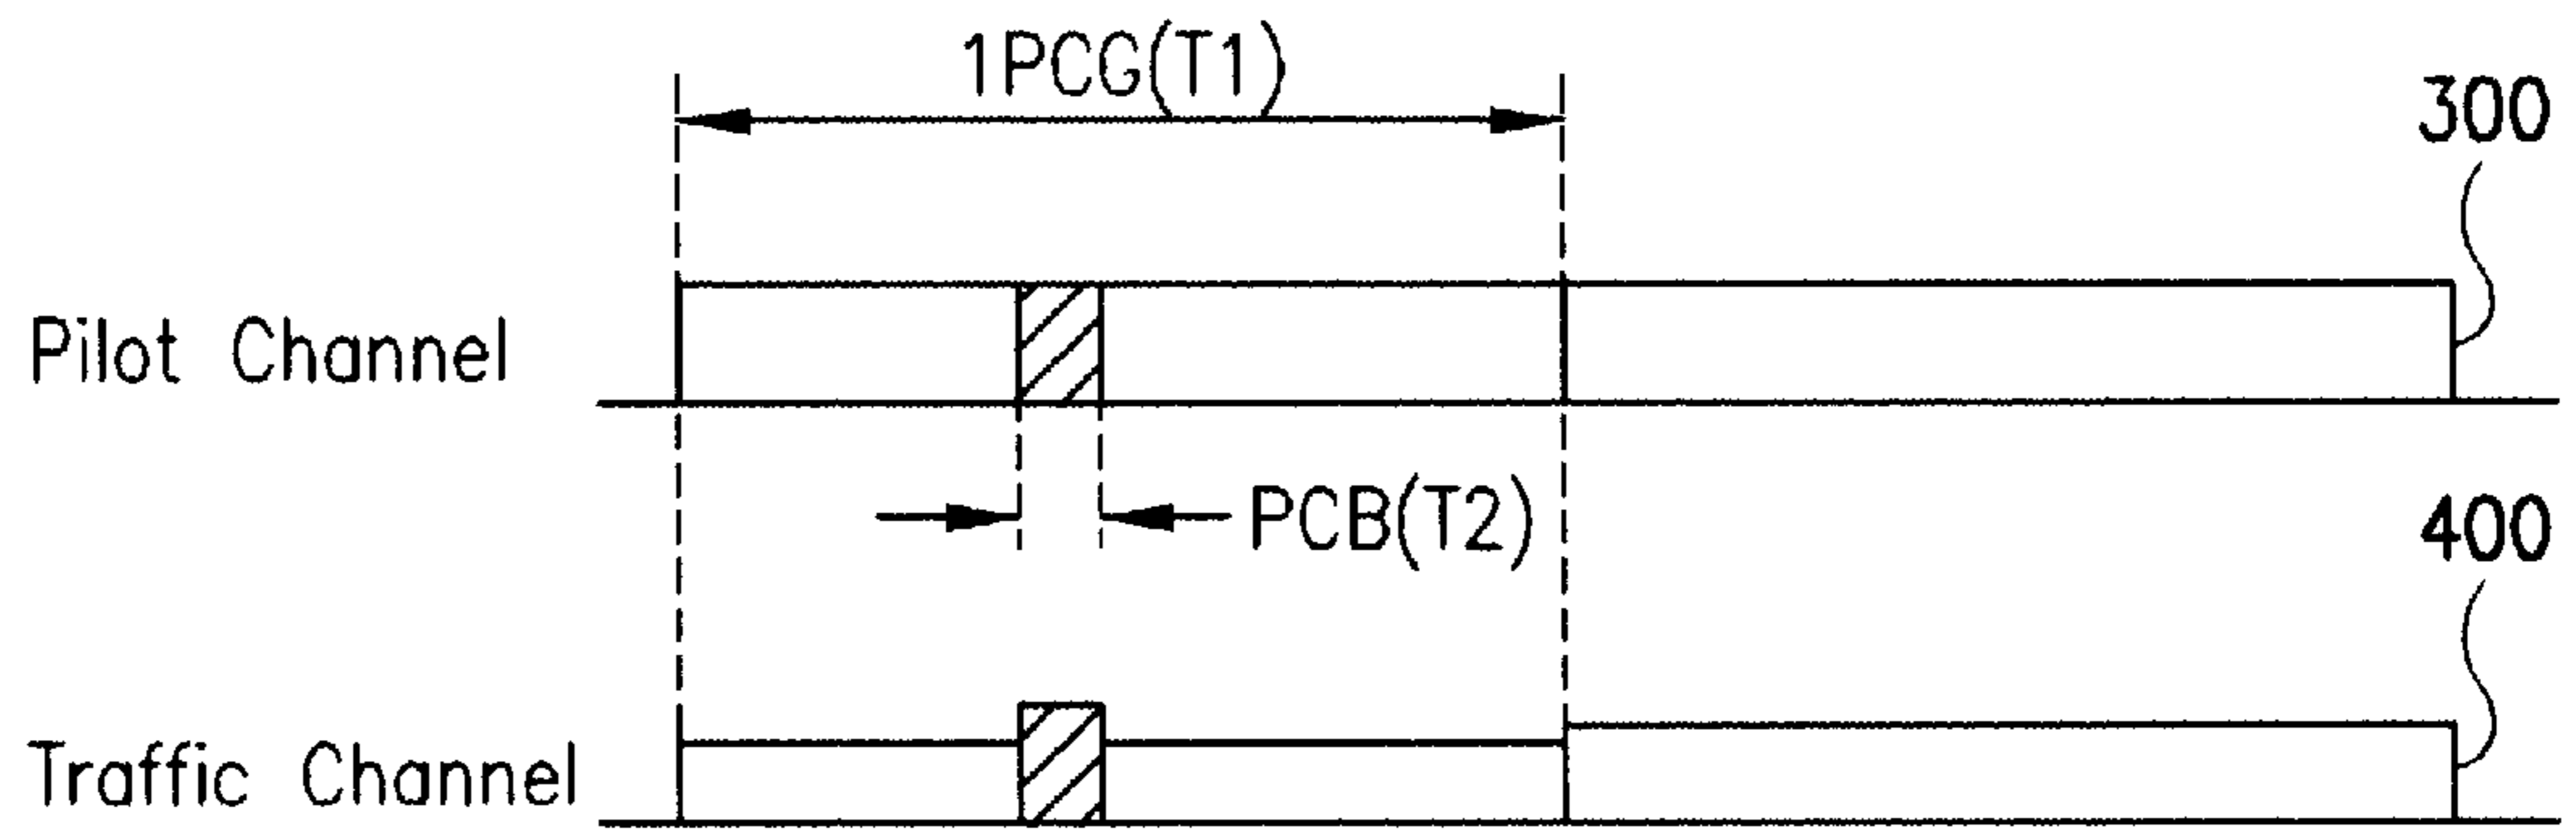 1PCG(T1)
300
Pilot Channel
PCB(T2)
400
Traffic Channel